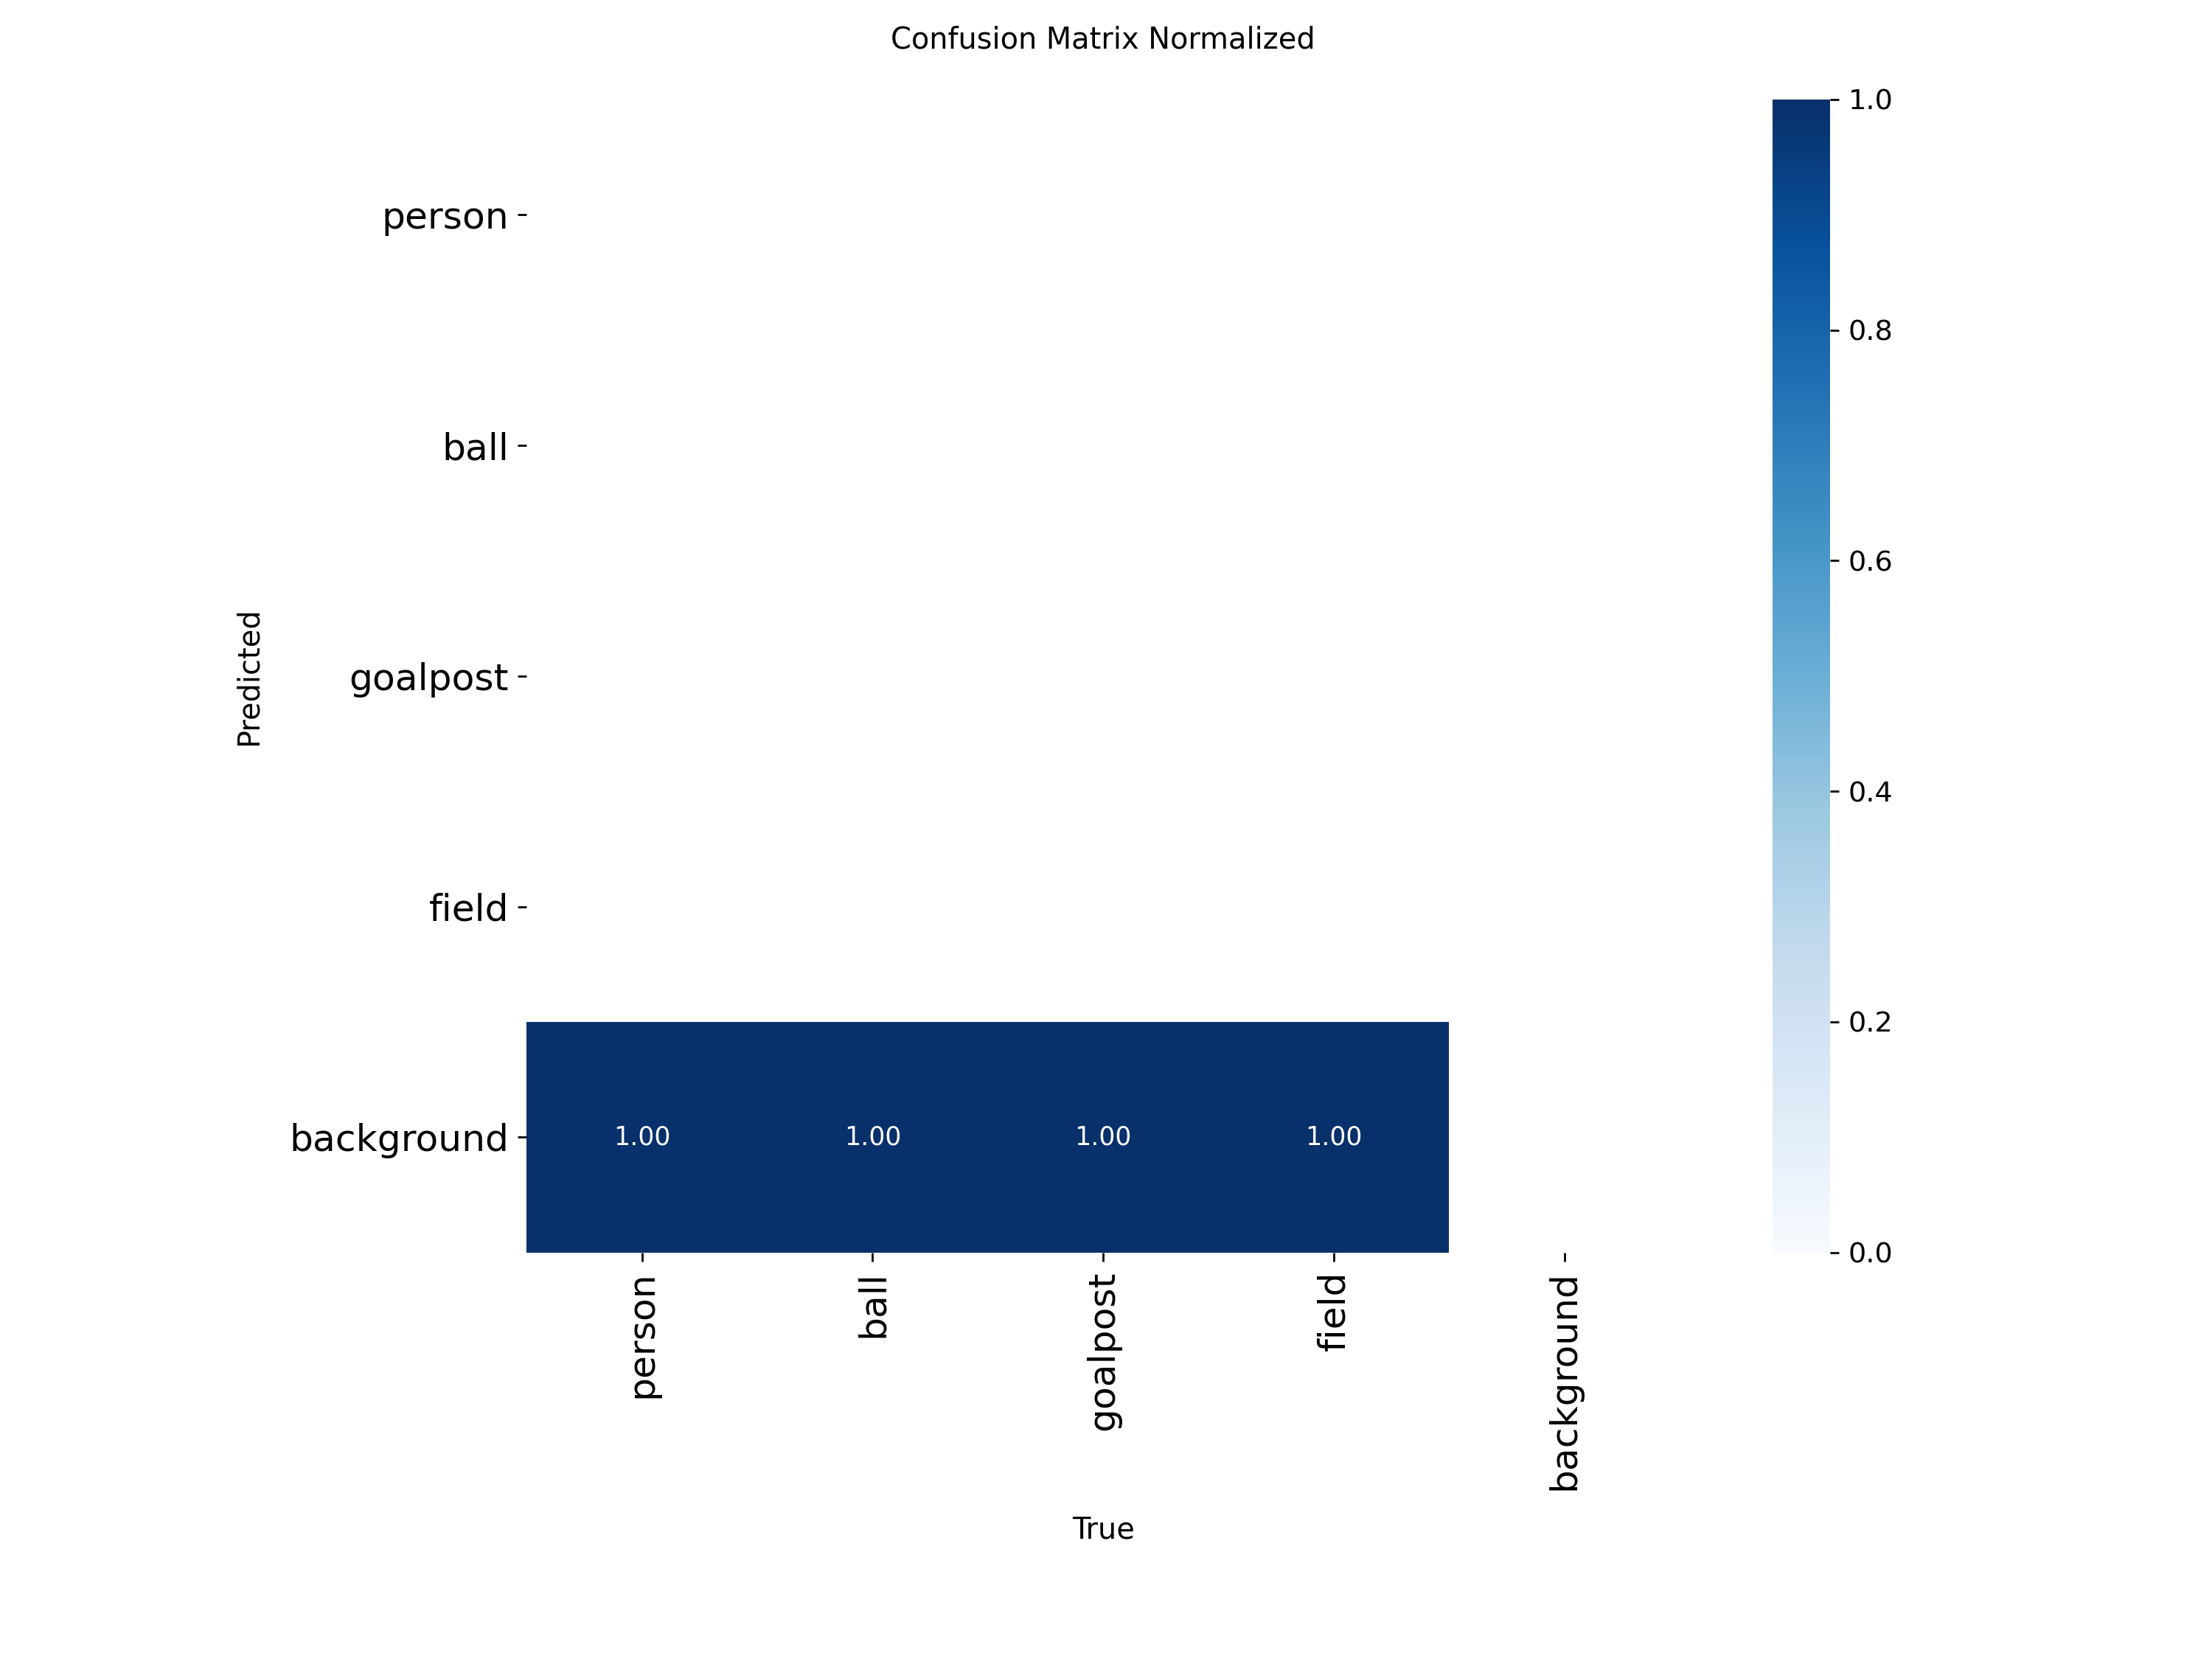 Confusion Matrix Normalized
1.0
0.8
0.6
0.4
0.2
0.0
Predicted
person
ball
goalpost
field
background
1.00 1.00 1.00 1.00
person
ball
goalpost
field
background
True